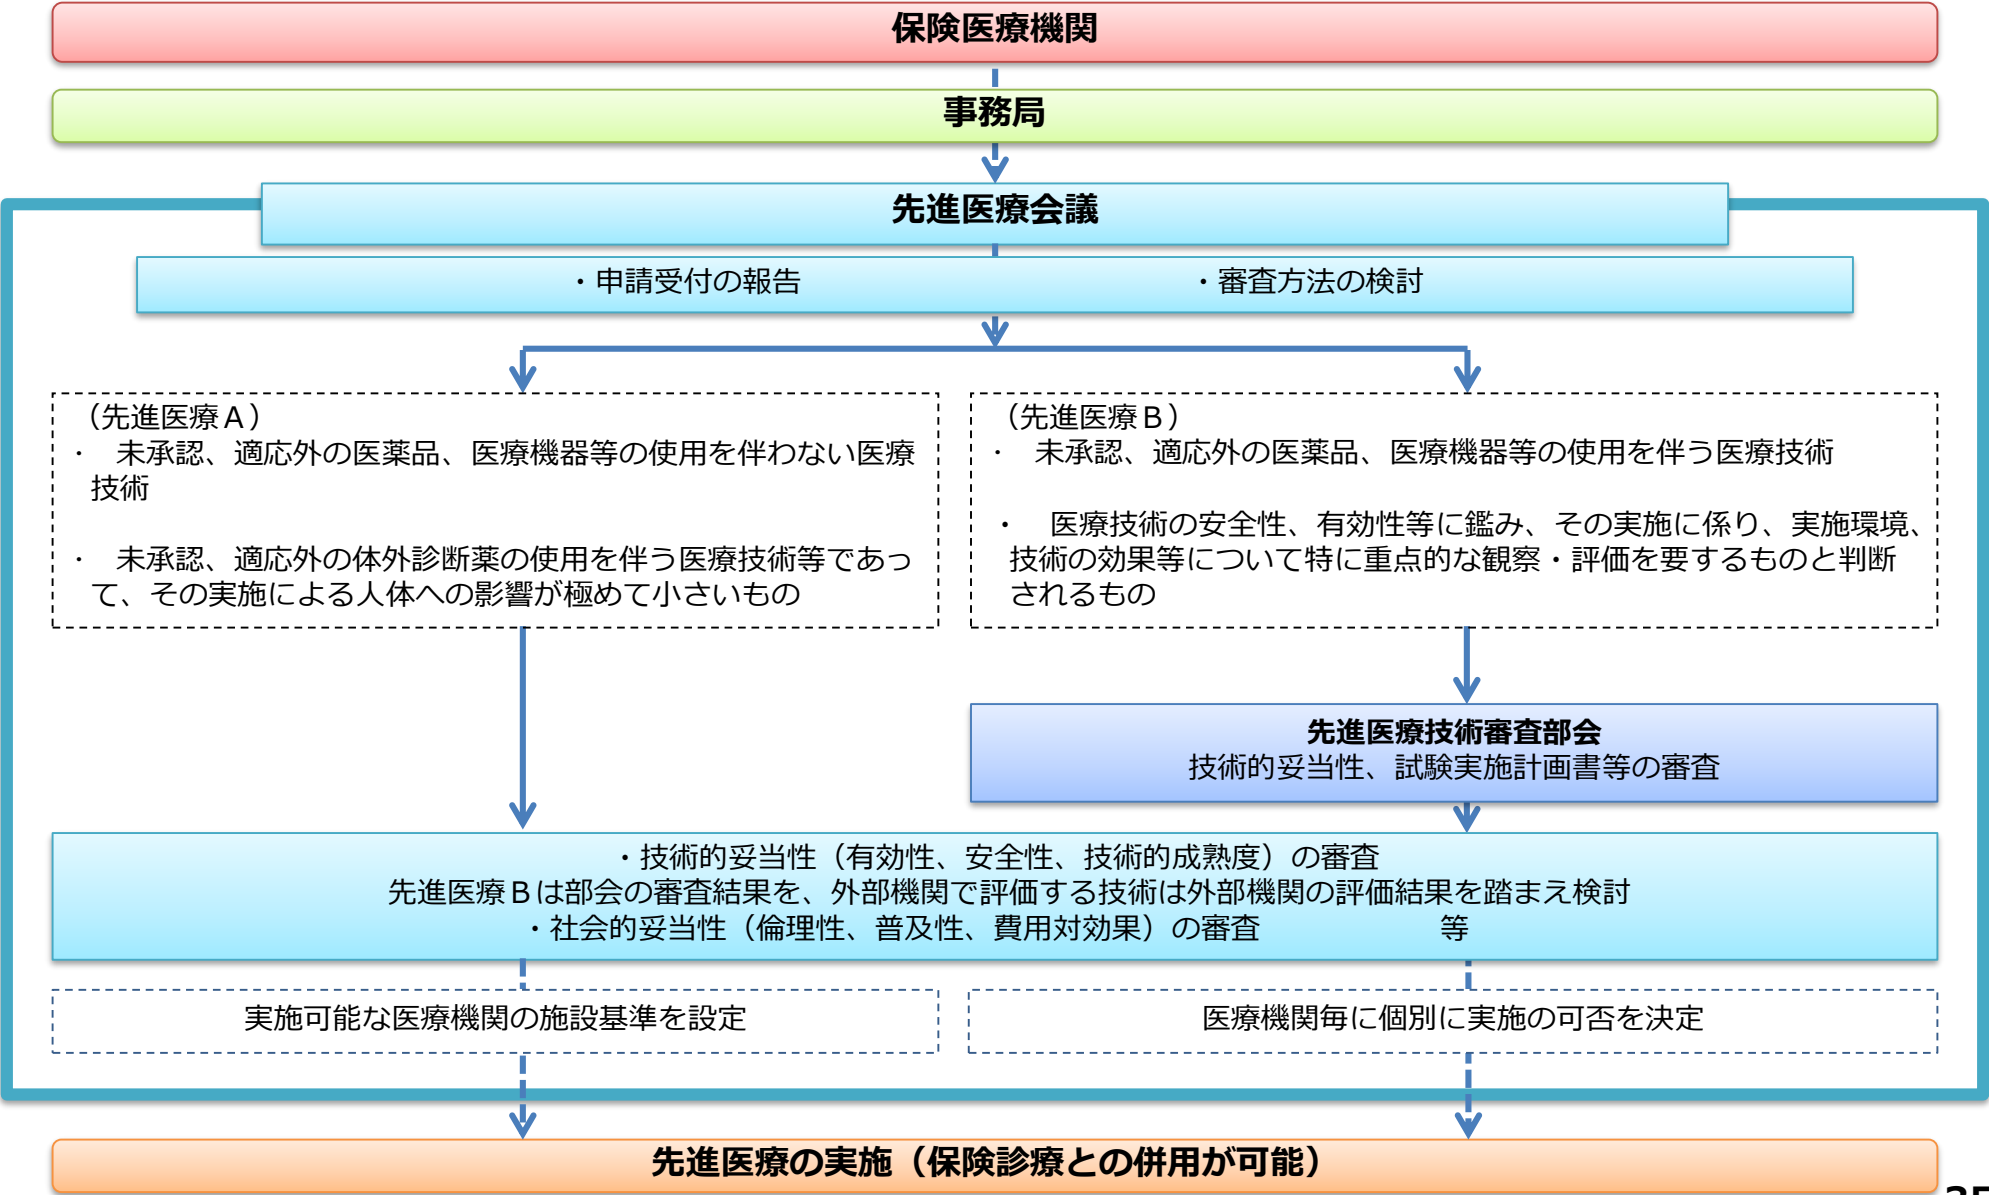 保険医療機関
事務局
先進医療会議
・申請受付の報告　・審査方法の検討
（先進医療Ａ）
・　未承認、適応外の医薬品、医療機器等の使用を伴わない医療
技術
・　未承認、適応外の体外診断薬の使用を伴う医療技術等であっ
て、その実施による人体への影響が極めて小さいもの
（先進医療Ｂ）
・　未承認、適応外の医薬品、医療機器等の使用を伴う医療技術
・　医療技術の安全性、有効性等に鑑み、その実施に係り、実施環境、
技術の効果等について特に重点的な観察・評価を要するものと判断
されるもの
先進医療技術審査部会
技術的妥当性、試験実施計画書等の審査
・技術的妥当性（有効性、安全性、技術的成熟度）の審査
先進医療Ｂは部会の審査結果を、外部機関で評価する技術は外部機関の評価結果を踏まえ検討
・社会的妥当性（倫理性、普及性、費用対効果）の審査　等
実施可能な医療機関の施設基準を設定
医療機関毎に個別に実施の可否を決定
先進医療の実施（保険診療との併用が可能）